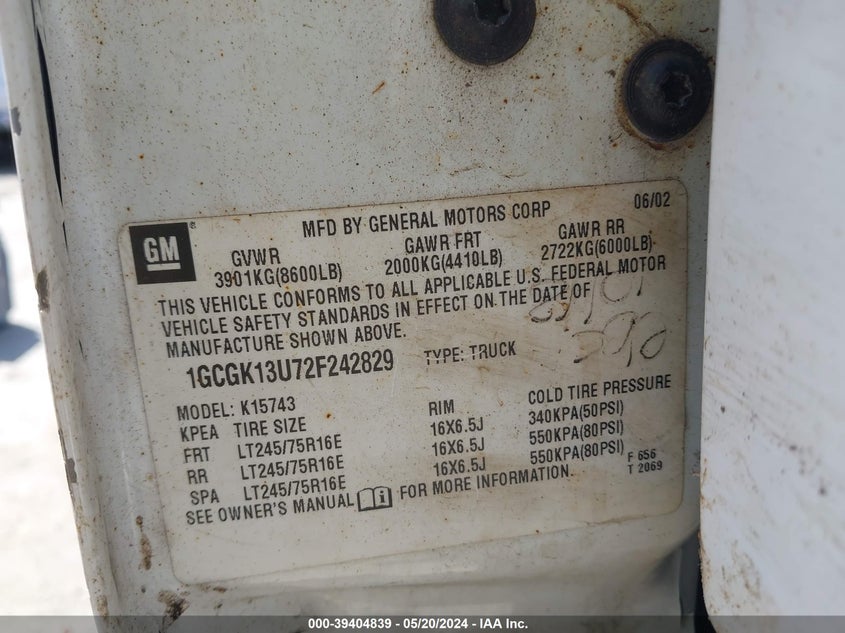 GM
MFD BY GENERAL MOTORS CORP 06/02
GVWR GAWR FRT GAWR RR
3901KG(8600LB) 2000KG(4410LB) 2722KG(6000LB)
THIS VEHICLE CONFORMS TO ALL APPLICABLE U.S. FEDERAL MOTOR
VEHICLE SAFETY STANDARDS IN EFFECT ON THE DATE OF
MANUFACTURE SHOWN ABOVE.
1GCGK13U72F242829 TYPE: TRUCK
MODEL: K15743
KPEA TIRE SIZE RIM COLD TIRE PRESSURE
FRT LT245/75R16E 16X6.5J 340KPA(50PSI)
RR LT245/75R16E 16X6.5J 550KPA(80PSI)
SPA LT245/75R16E 16X6.5J 550KPA(80PSI)
SEE OWNER'S MANUAL FOR MORE INFORMATION.
F 656
T 2069
000-39404839 - 05/20/2024 - IAA Inc.